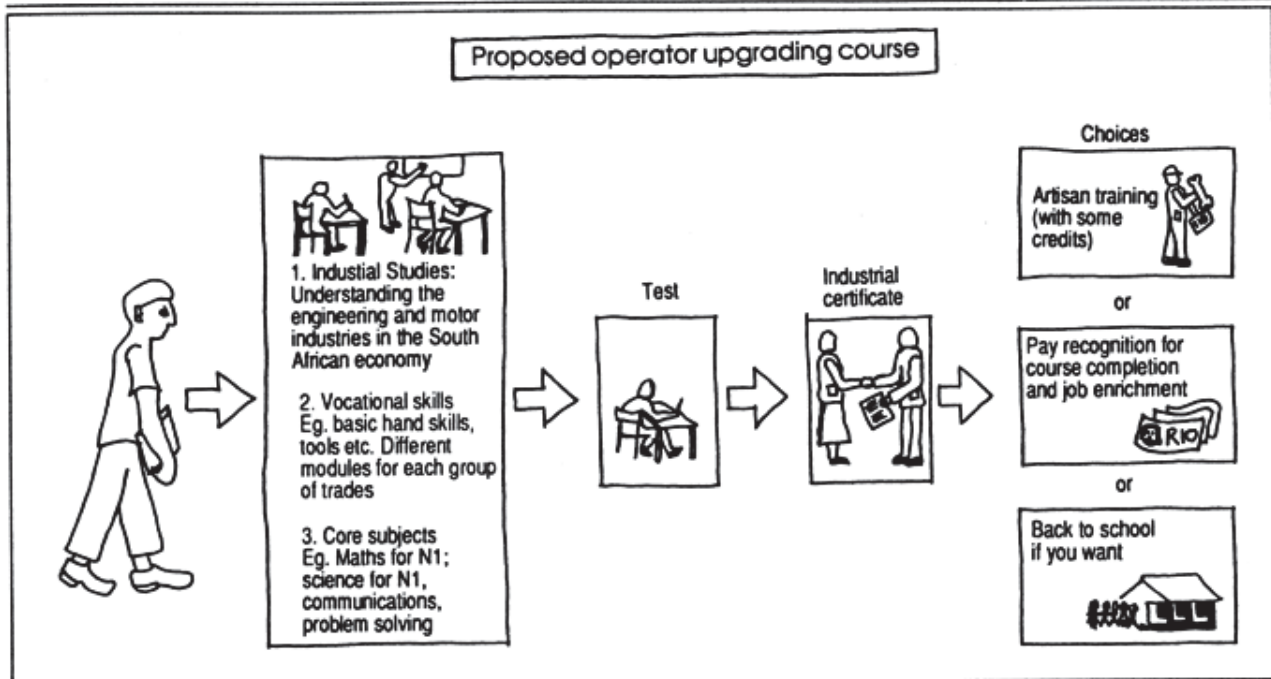 Proposed operator upgrading course
1. Industial Studies:
Understanding the
engineering and motor
industries in the South
African economy
2. Vocational skills
Eg. basic hand skills,
tools etc. Different
modules for each group
of trades
3. Core subjects
Eg. Maths for N1;
science for N1,
communications,
problem solving
Test
Industrial
certificate
Choices
Artisan training
(with some
credits)
or
Pay recognition for
course completion
and job enrichment
R10
or
Back to school
if you want